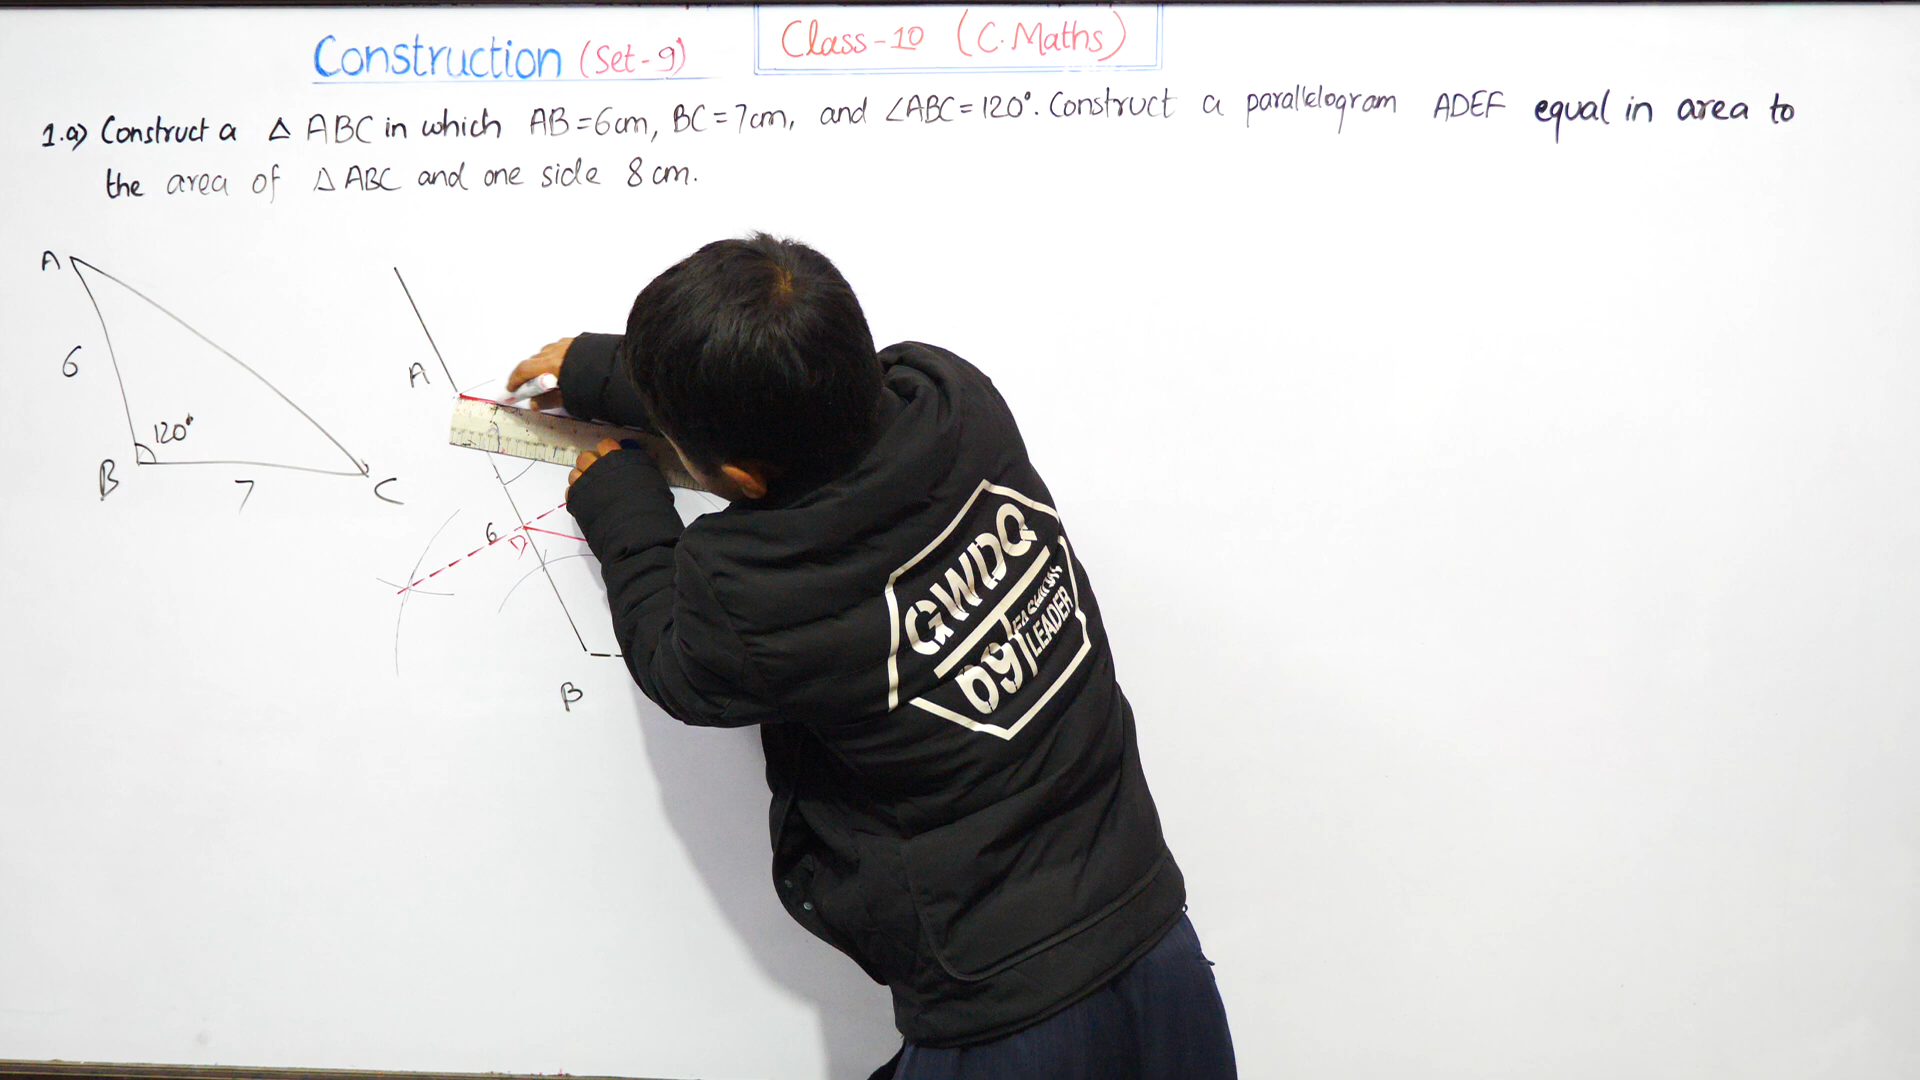 Construction (Set-9)
Class-10 (C.Maths)
1.a) Construct a △ ABC in which AB=6cm, BC=7cm, and ∠ABC=120°. Construct a parallelogram ADEF equal in area to
the area of △ABC and one side 8cm.
A
6
120°
B
7
C
A
6
D
B
GWDQ
09
FASHION
LEADER